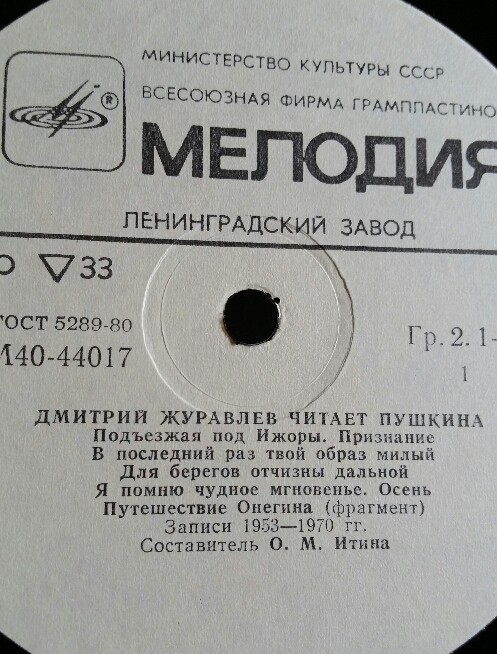 МИНИСТЕРСТВО КУЛЬТУРЫ СССР
ВСЕСОЮЗНАЯ ФИРМА ГРАМПЛАСТИНО
®
МЕЛОДИЯ
ЛЕНИНГРАДСКИЙ ЗАВОД
33
ГОСТ 5289-80
М40-44017
Гр. 2. 1-
1
ДМИТРИЙ ЖУРАВЛЕВ ЧИТАЕТ ПУШКИНА
Подъезжая под Ижоры. Признание
В последний раз твой образ милый
Для берегов отчизны дальной
Я помню чудное мгновенье. Осень
Путешествие Онегина (фрагмент)
Записи 1953—1970 гг.
Составитель О. М. Итина